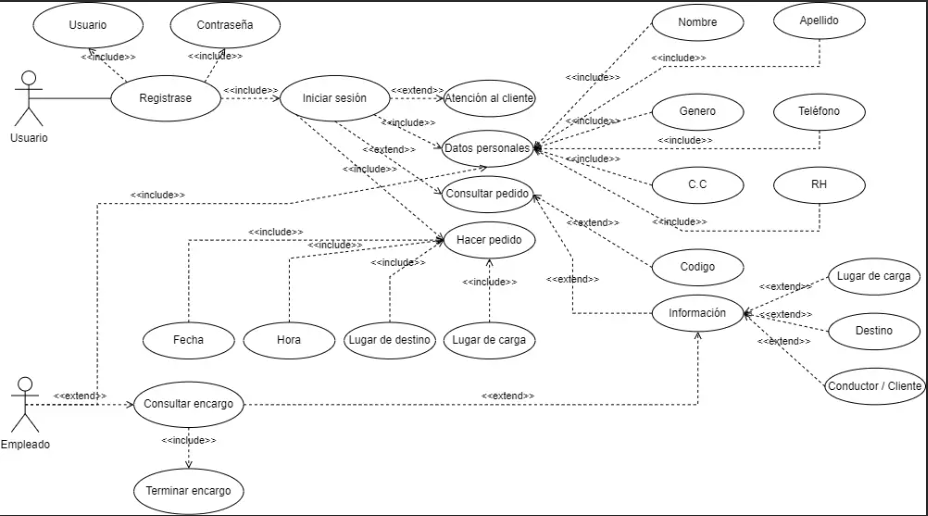 Usuario
Contraseña
Nombre
Apellido
<<include>>
<<include>>
<<include>>
<<include>>
Registrase
<<include>>
Iniciar sesión
<<extend>>
Atención al cliente
Usuario
<<include>>
Genero
Teléfono
<<include>>
<<include>>
<<extend>>
Datos personales
<<include>>
<<include>>
<<include>>
C.C
RH
<<include>>
Consultar pedido
<<extend>>
<<include>>
<<include>>
<<include>>
Hacer pedido
<<include>>
Codigo
<<include>>
<<extend>>
Lugar de carga
<<extend>>
Información
<<extend>>
Destino
<<extend>>
Fecha
Hora
Lugar de destino
Lugar de carga
Conductor / Cliente
<<extend>>
Consultar encargo
<<extend>>
Empleado
<<include>>
Terminar encargo